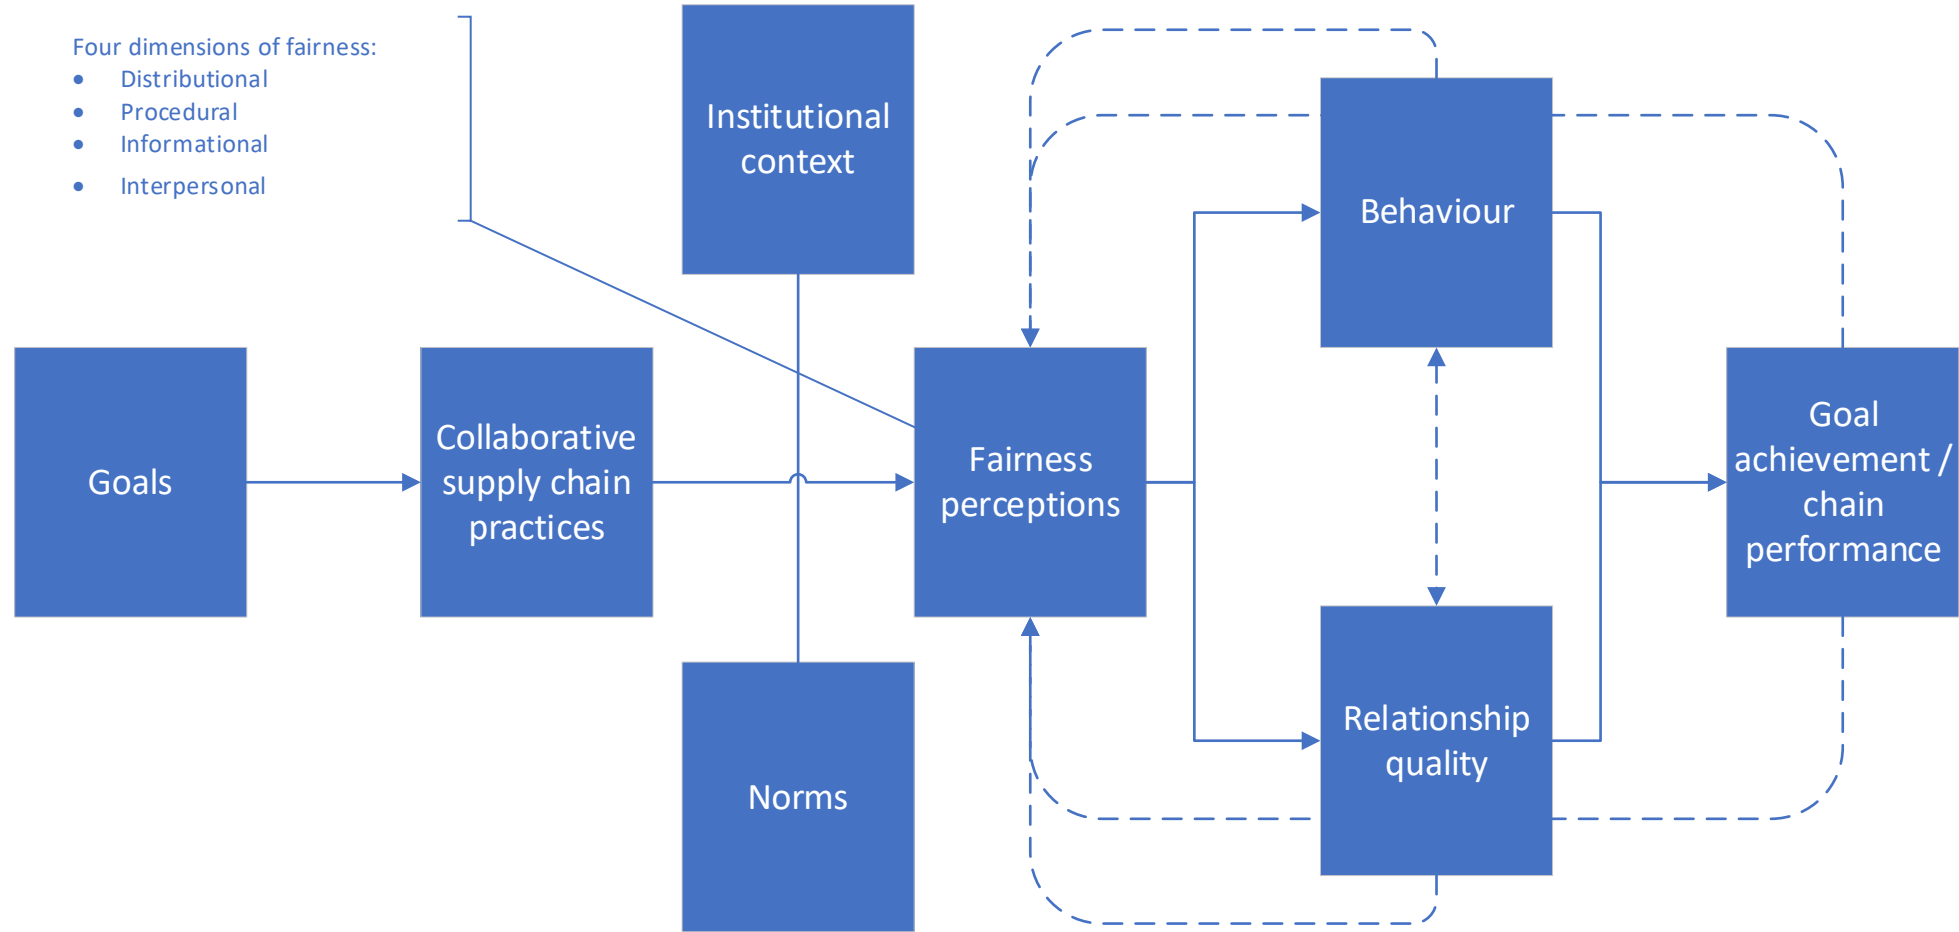 Four dimensions of fairness:
• Distributional
• Procedural
• Informational
• Interpersonal
Institutional
context
Behaviour
Goals
Collaborative
supply chain
practices
Fairness
perceptions
Goal
achievement /
chain
performance
Relationship
quality
Norms